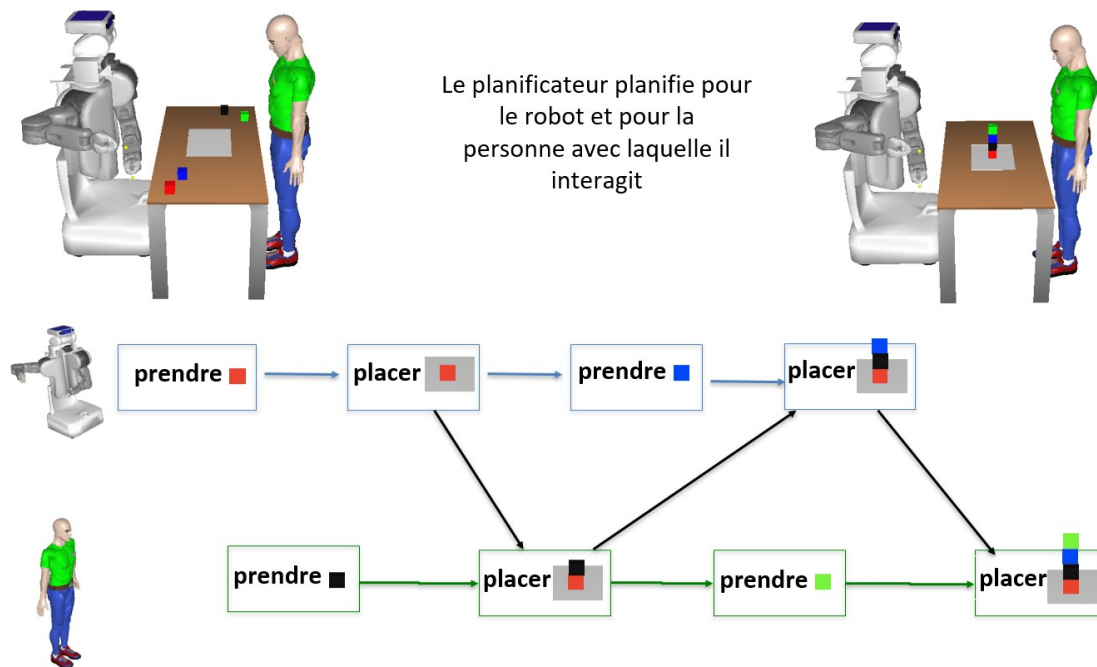 Le planificateur planifie pour
le robot et pour la
personne avec laquelle il
interagit
prendre
placer
prendre
placer
prendre
placer
prendre
placer